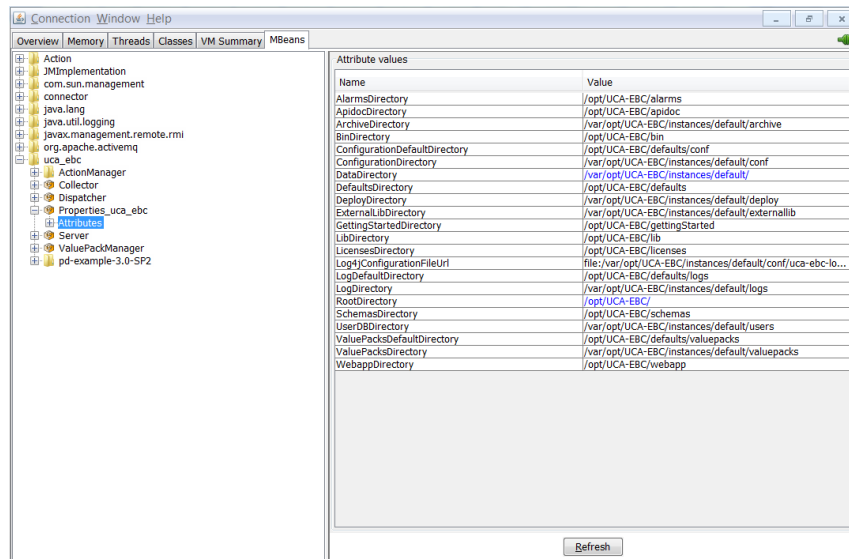 Connection Window Help
Overview Memory Threads Classes VM Summary MBeans
Action
JMImplementation
com.sun.management
connector
java.lang
java.util.logging
javax.management.remote.rmi
org.apache.activemq
uca_ebc
ActionManager
Collector
Dispatcher
Properties_uca_ebc
Attributes
Server
ValuePackManager
pd-example-3.0-SP2
Attribute values
Name Value
AlarmsDirectory /opt/UCA-EBC/alarms
ApidocDirectory /opt/UCA-EBC/apidoc
ArchiveDirectory /var/opt/UCA-EBC/instances/default/archive
BinDirectory /opt/UCA-EBC/bin
ConfigurationDefaultDirectory /opt/UCA-EBC/defaults/conf
ConfigurationDirectory /var/opt/UCA-EBC/instances/default/conf
DataDirectory /var/opt/UCA-EBC/instances/default/
DefaultsDirectory /opt/UCA-EBC/defaults
DeployDirectory /var/opt/UCA-EBC/instances/default/deploy
ExternalLibDirectory /var/opt/UCA-EBC/instances/default/externallib
GettingStartedDirectory /opt/UCA-EBC/gettingStarted
LibDirectory /opt/UCA-EBC/lib
LicensesDirectory /opt/UCA-EBC/licenses
Log4jConfigurationFileUrl file:/var/opt/UCA-EBC/instances/default/conf/uca-ebc-lo...
LogDefaultDirectory /opt/UCA-EBC/defaults/logs
LogDirectory /var/opt/UCA-EBC/instances/default/logs
RootDirectory /opt/UCA-EBC/
SchemasDirectory /opt/UCA-EBC/schemas
UserDBDirectory /var/opt/UCA-EBC/instances/default/users
ValuePacksDefaultDirectory /opt/UCA-EBC/defaults/valuepacks
ValuePacksDirectory /var/opt/UCA-EBC/instances/default/valuepacks
WebappDirectory /opt/UCA-EBC/webapp
Refresh